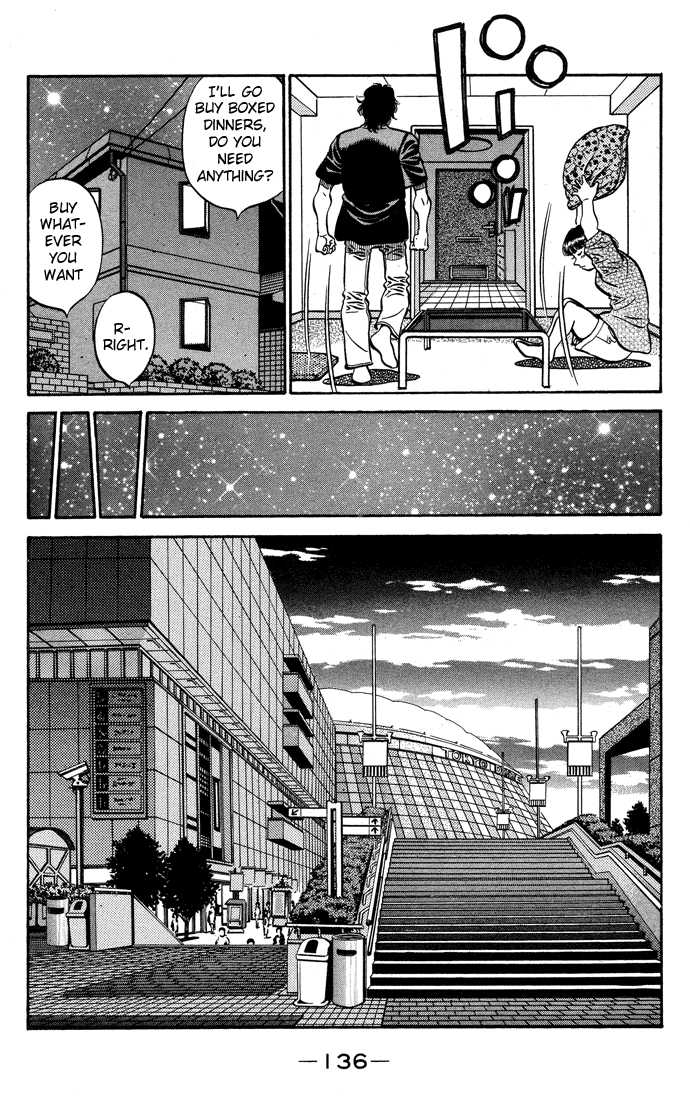 I'LL GO
BUY BOXED
DINNERS,
DO YOU
NEED
ANYTHING?
BUY
WHAT-
EVER
YOU
WANT
R-
RIGHT.
TOKYO
—136—